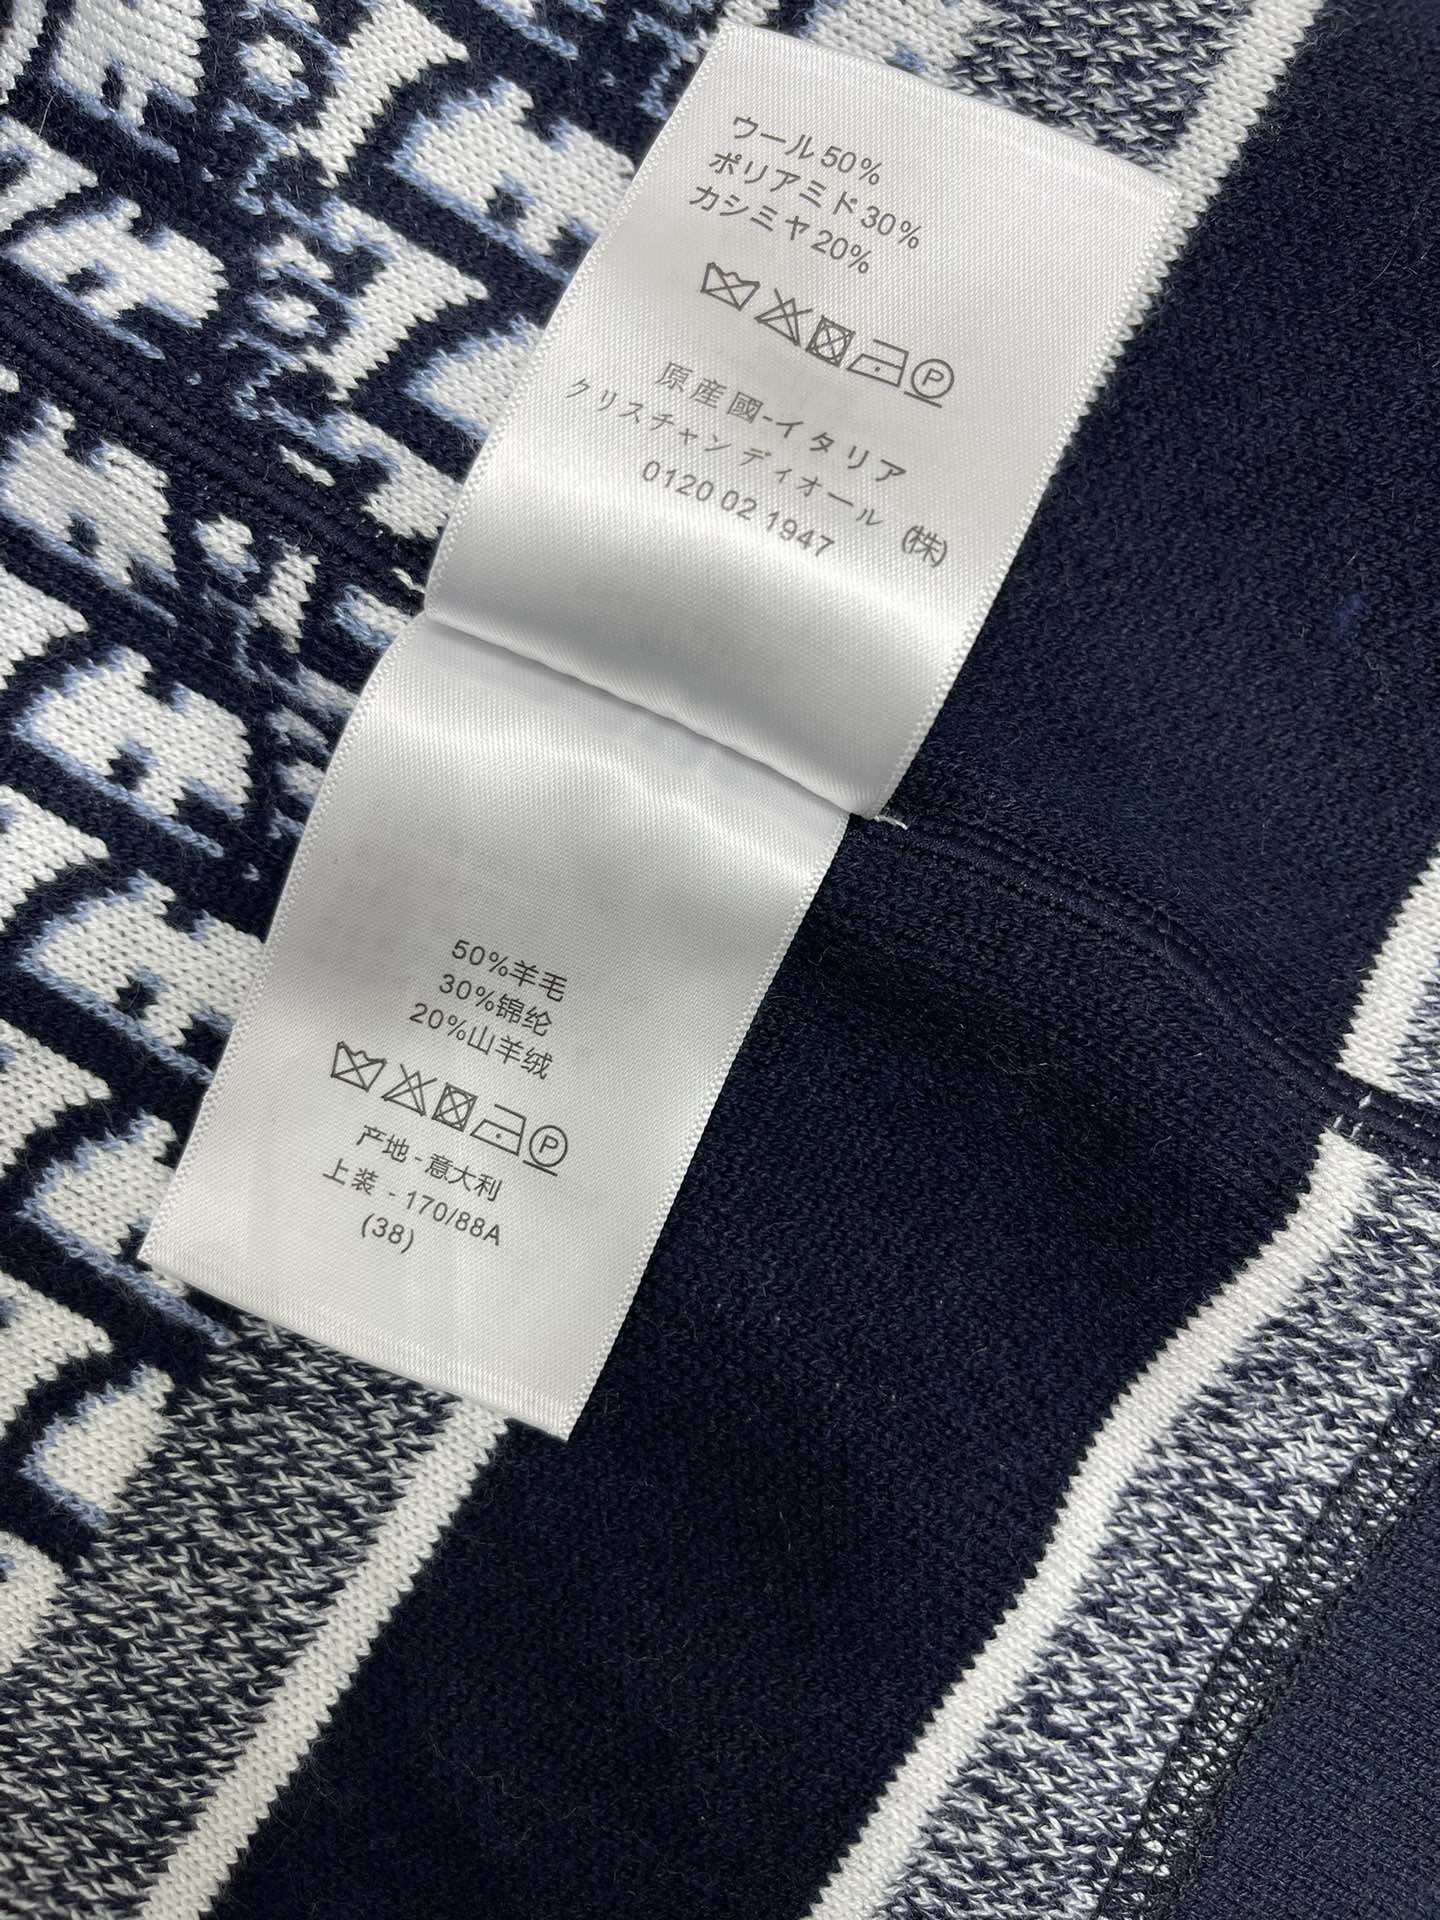 ウール50%
ポリアミド30%
カシミヤ20%
P
原産國-イタリア
クリスチャン ディオール (株)
0120 02 1947
50%羊毛
30%锦纶
20%山羊绒
P
产地-意大利
上装 - 170/88A
(38)